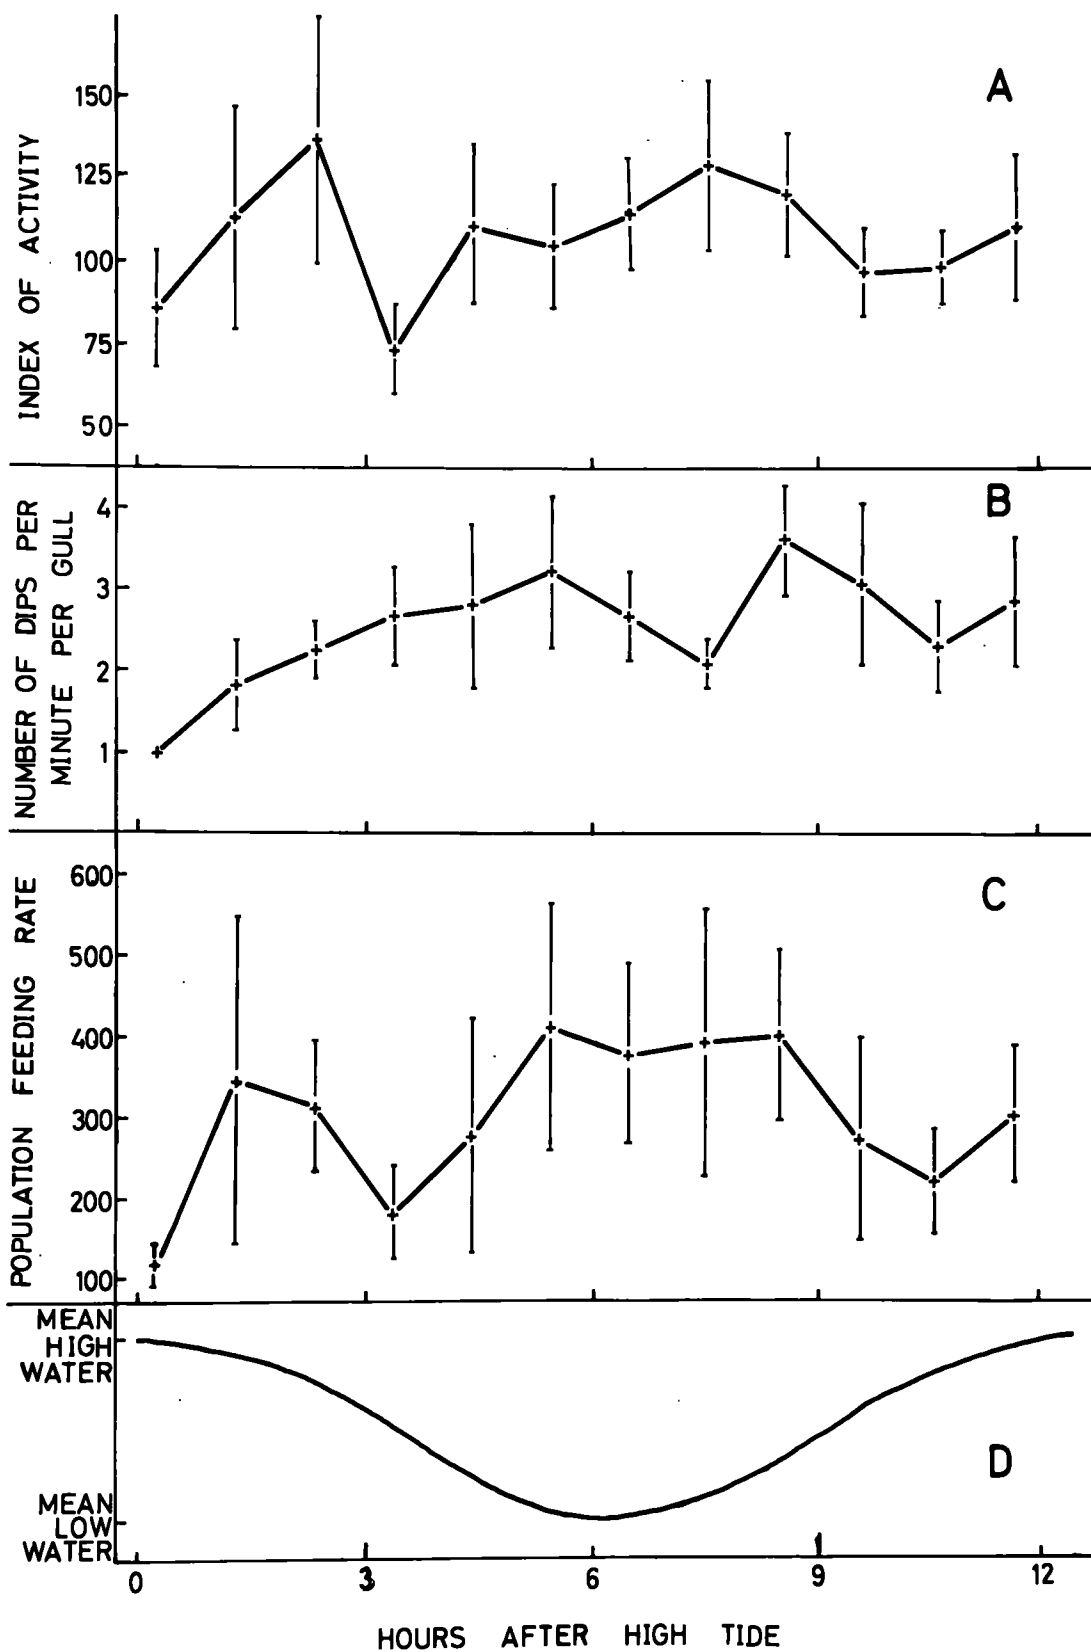 A
INDEX OF ACTIVITY
150
125
100
75
50
B
NUMBER OF DIPS PER
MINUTE PER GULL
4
3
2
1
C
POPULATION FEEDING RATE
600
500
400
300
200
100
MEAN
HIGH
WATER
D
MEAN
LOW
WATER
0 3 6 9 12
HOURS AFTER HIGH TIDE